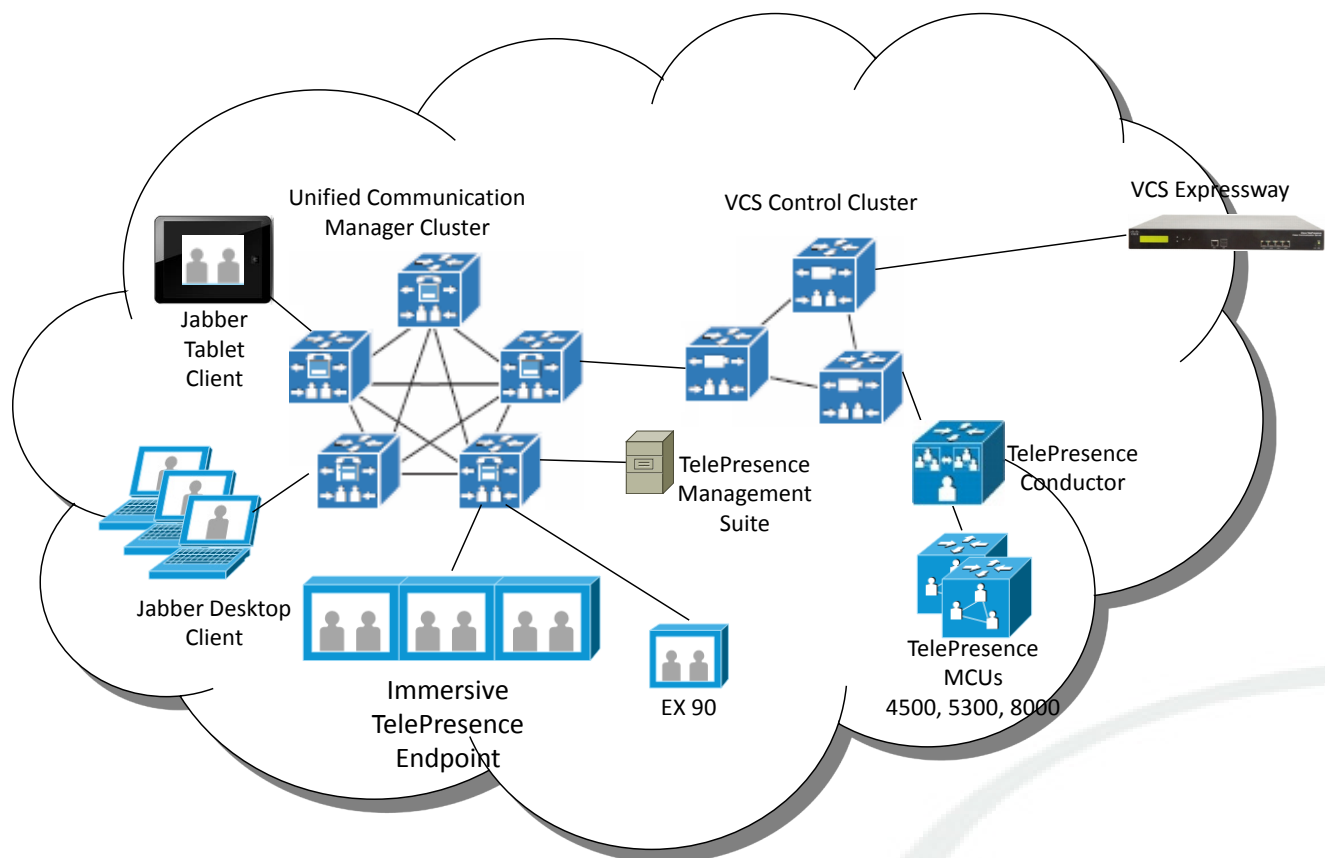 Unified Communication
Manager Cluster
VCS Control Cluster
VCS Expressway
Jabber
Tablet
Client
TelePresence
Management
Suite
TelePresence
Conductor
Jabber Desktop
Client
Immersive
TelePresence
Endpoint
EX 90
TelePresence
MCUs
4500, 5300, 8000